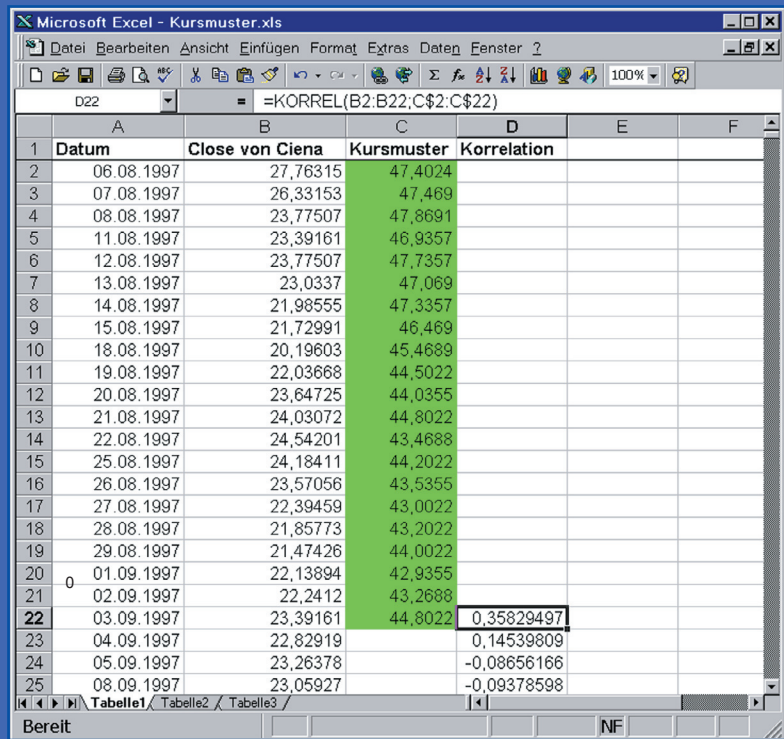 Microsoft Excel - Kursmuster.xls
Datei Bearbeiten Ansicht Einfügen Format Extras Daten Fenster ?
100%
D22 = =KORREL(B2:B22;C$2:C$22)
A B C D E F
1 Datum Close von Ciena Kursmuster Korrelation
2 06.08.1997 27,76315 47,4024
3 07.08.1997 26,33153 47,469
4 08.08.1997 23,77507 47,8691
5 11.08.1997 23,39161 46,9357
6 12.08.1997 23,77507 47,7357
7 13.08.1997 23,0337 47,069
8 14.08.1997 21,98555 47,3357
9 15.08.1997 21,72991 46,469
10 18.08.1997 20,19603 45,4689
11 19.08.1997 22,03668 44,5022
12 20.08.1997 23,64725 44,0355
13 21.08.1997 24,03072 44,8022
14 22.08.1997 24,54201 43,4688
15 25.08.1997 24,18411 44,2022
16 26.08.1997 23,57056 43,5355
17 27.08.1997 22,39459 43,0022
18 28.08.1997 21,85773 43,2022
19 29.08.1997 21,47426 44,0022
20 01.09.1997 22,13894 42,9355
0
21 02.09.1997 22,2412 43,2688
22 03.09.1997 23,39161 44,8022 0,35829497
23 04.09.1997 22,82919 0,14539809
24 05.09.1997 23,26378 -0,08656166
25 08.09.1997 23,05927 -0,09378598
Tabelle1 Tabelle2 Tabelle3
Bereit NF